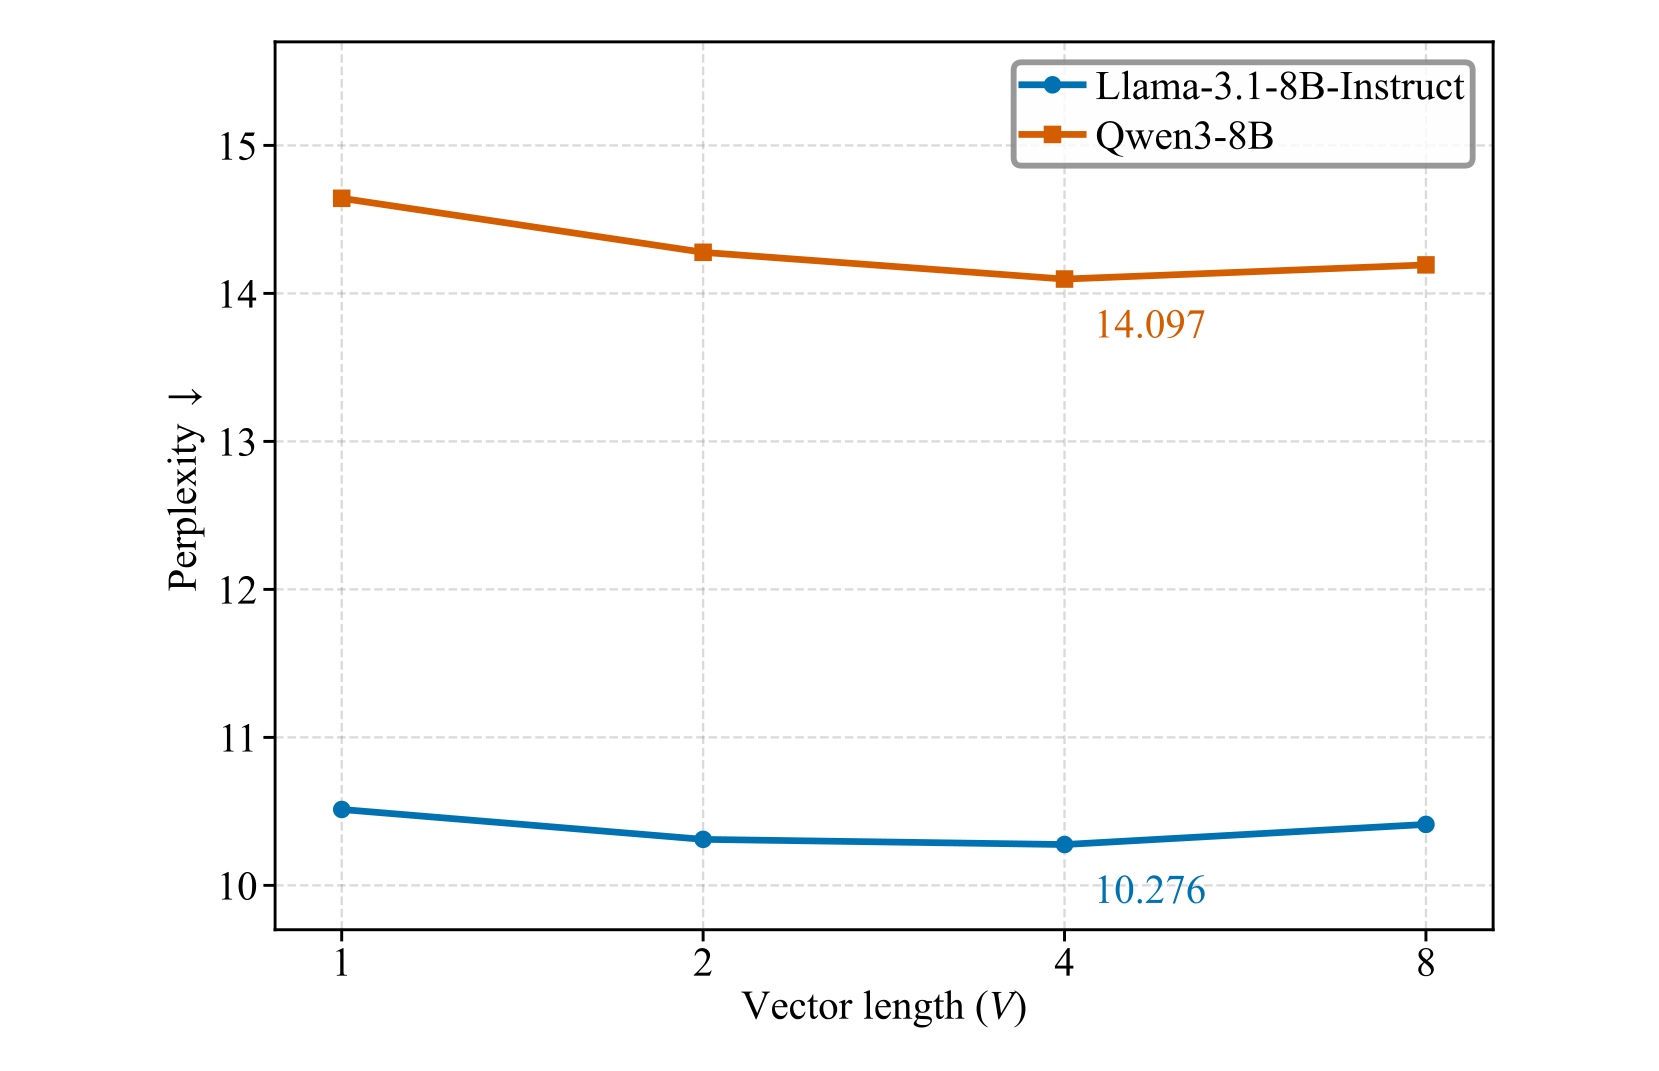 Llama-3.1-8B-Instruct
Qwen3-8B
15
14
13
12
11
10
Perplexity ↓
14.097
10.276
1 2 4 8
Vector length (V)